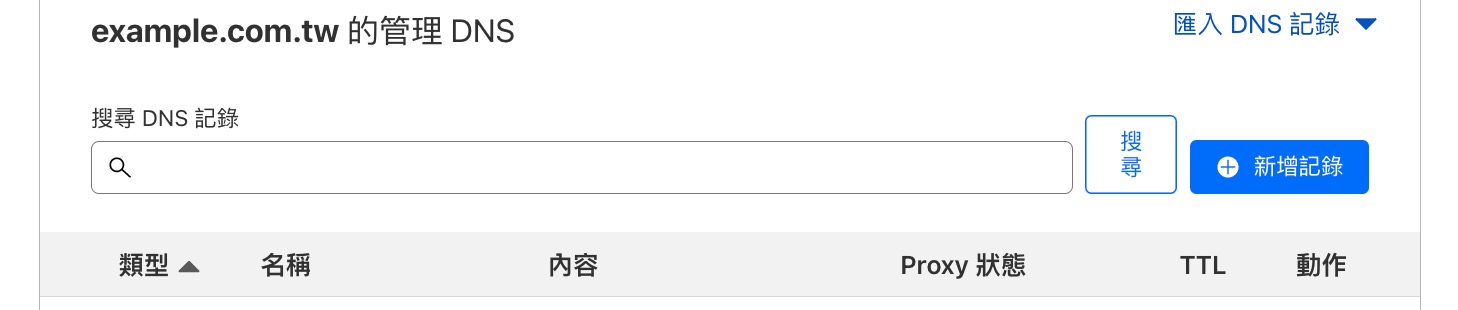 example.com.tw 的管理 DNS
匯入 DNS 記錄
搜尋 DNS 記錄
搜
尋
新增記錄
類型 名稱 內容 Proxy 狀態 TTL 動作